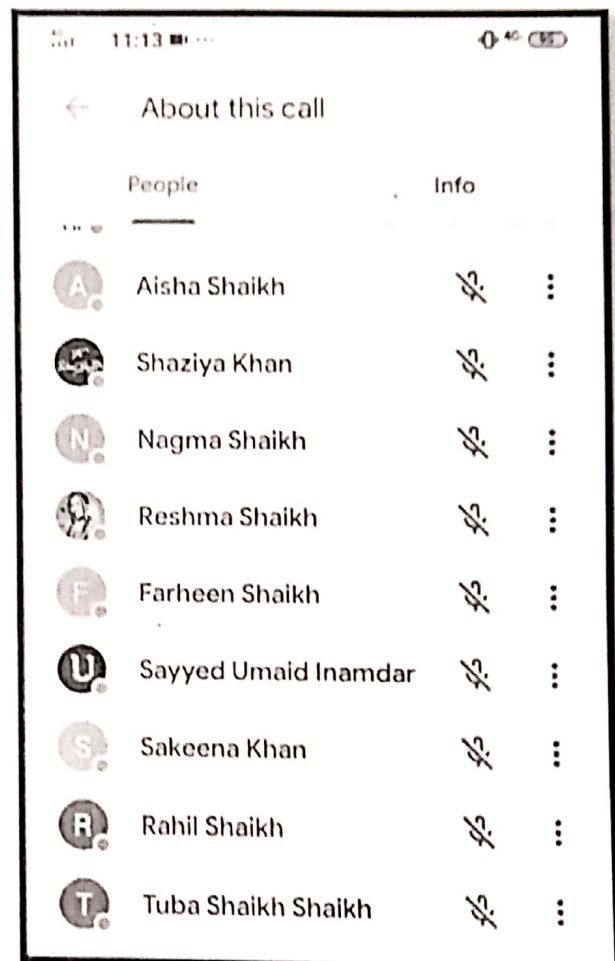 11:13
4G
About this call
People Info
A Aisha Shaikh
Shaziya Khan
N Nagma Shaikh
Reshma Shaikh
F Farheen Shaikh
U Sayyed Umaid Inamdar
S Sakeena Khan
R Rahil Shaikh
T Tuba Shaikh Shaikh